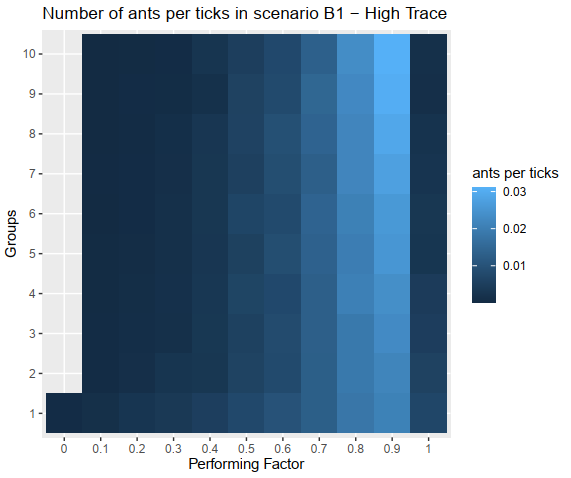 Number of ants per ticks in scenario B1 − High Trace
10
9
8
7
6
5
4
3
2
1
Groups
0 0.1 0.2 0.3 0.4 0.5 0.6 0.7 0.8 0.9 1
Performing Factor
ants per ticks
0.03
0.02
0.01